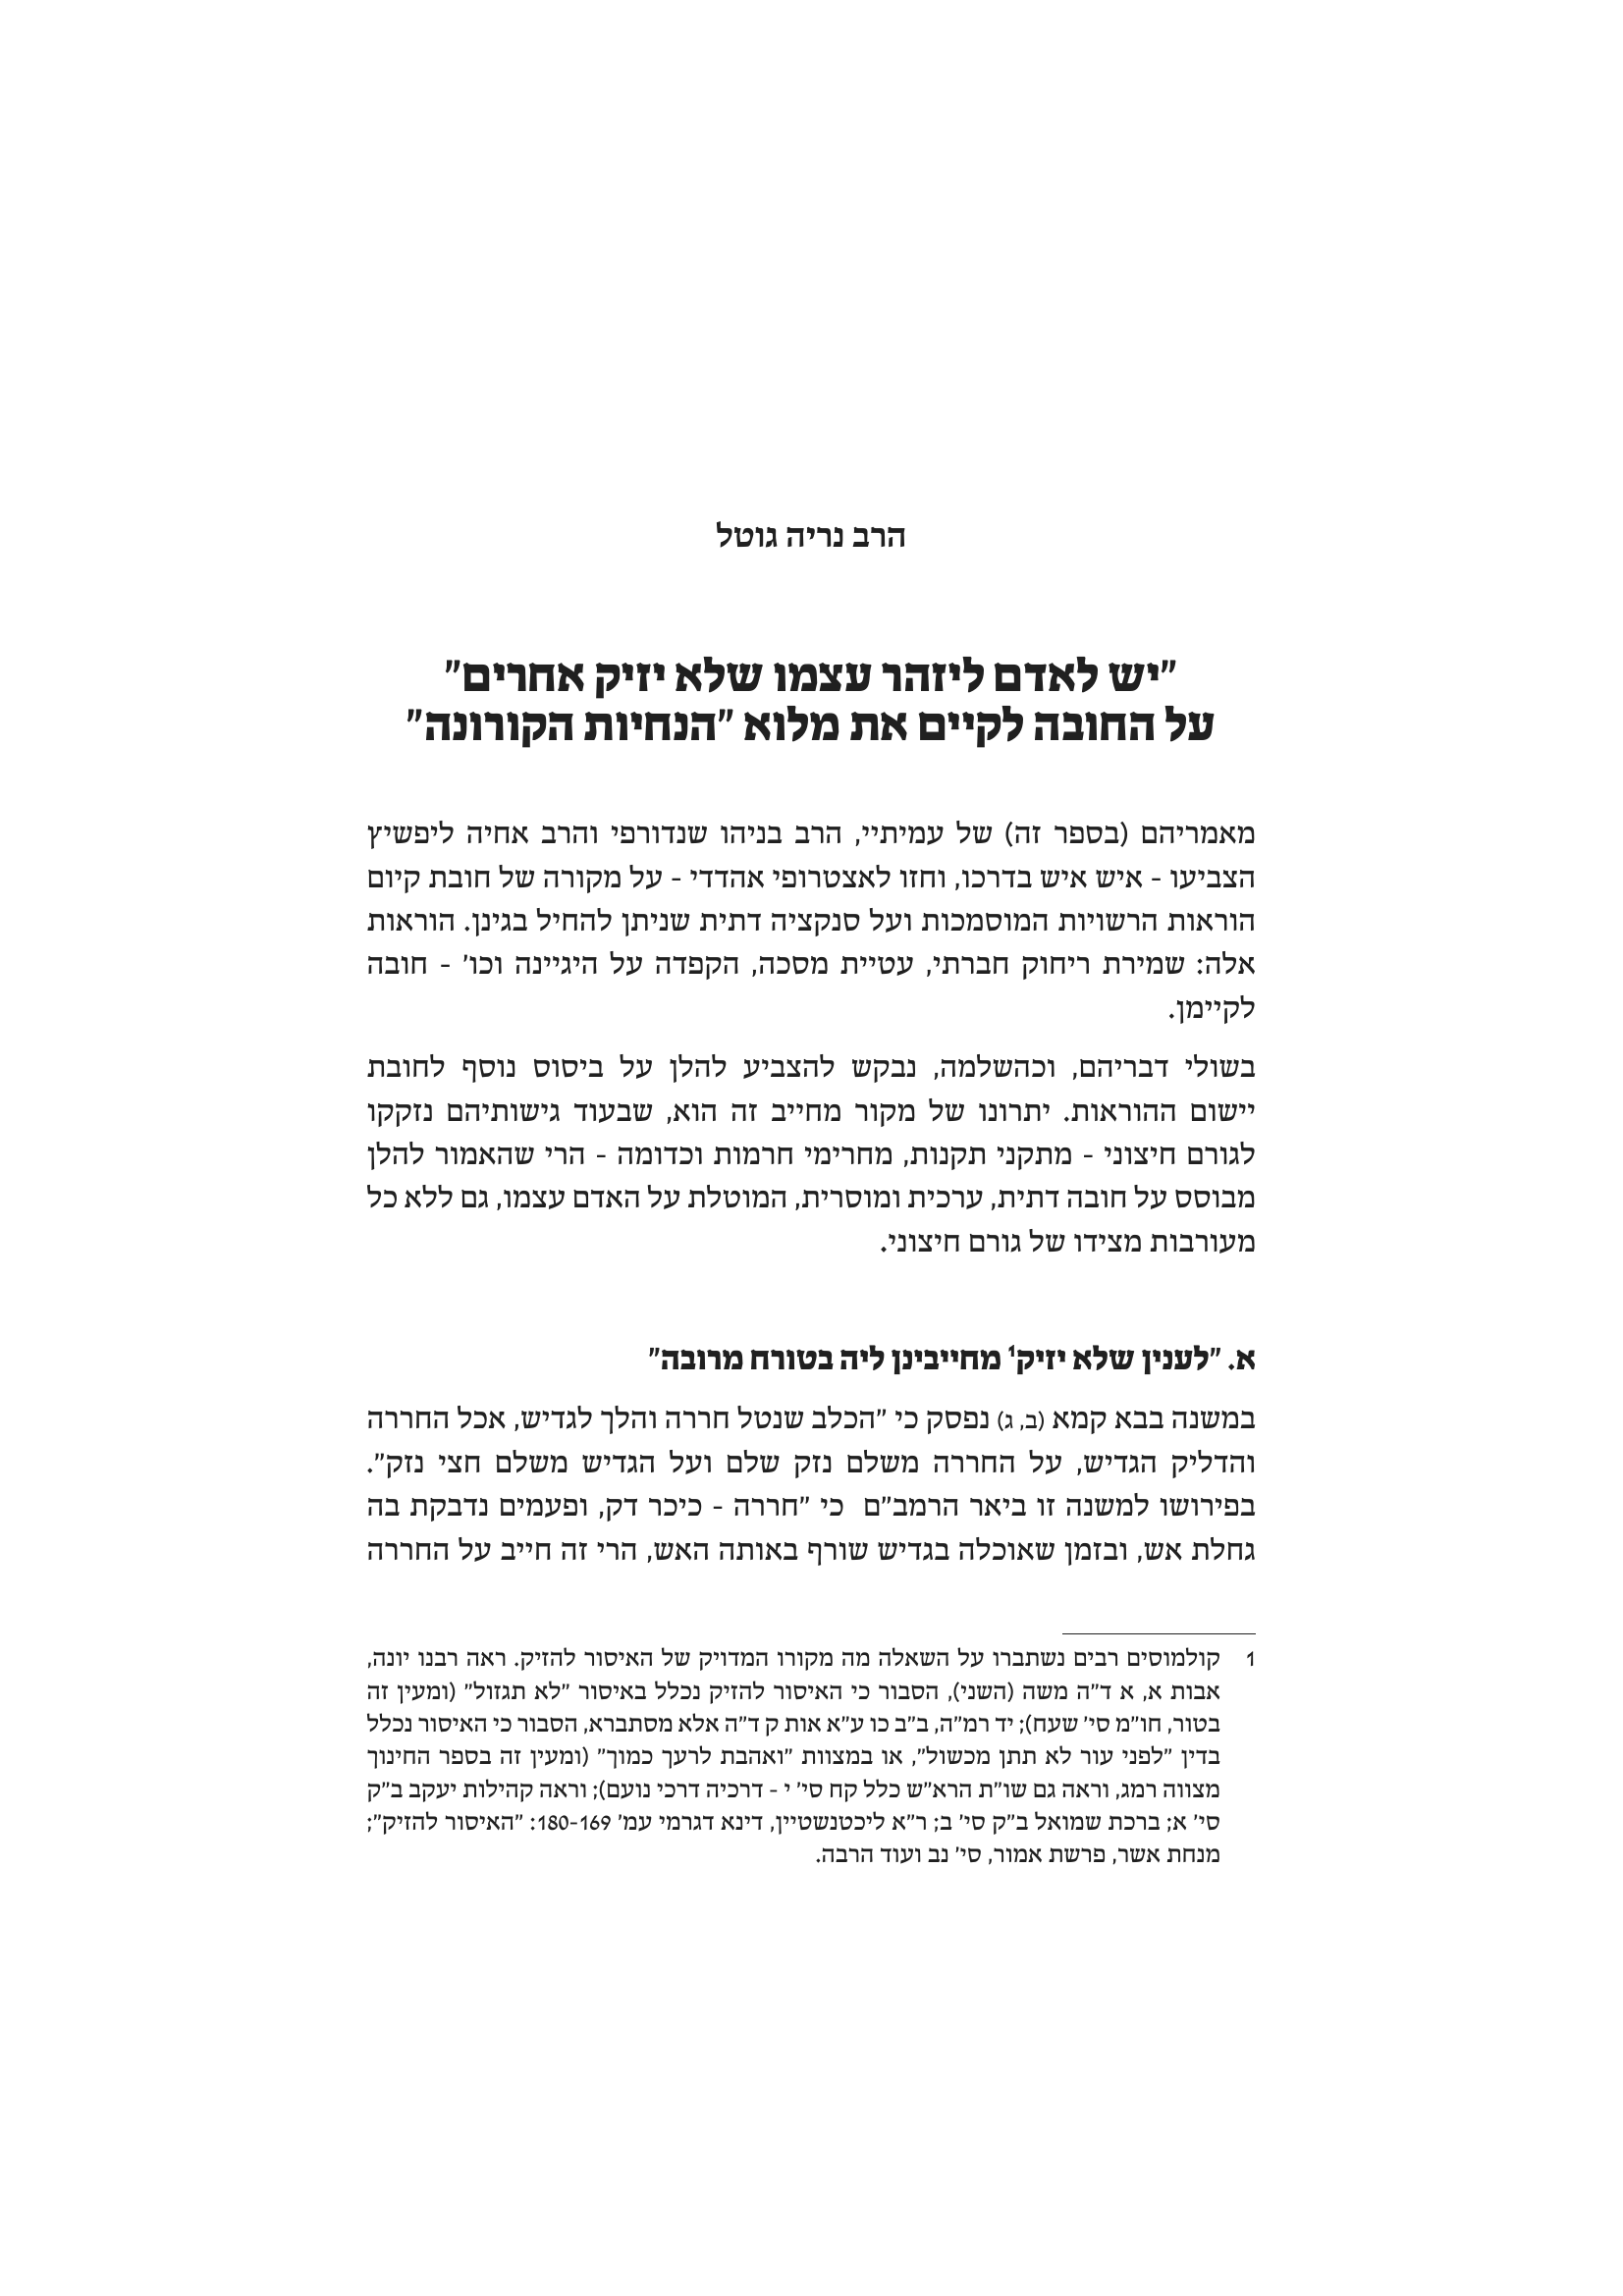 הרב נריה גוטל
"יש לאדם ליזהר עצמו שלא יזיק אחרים"
על החובה לקיים את מלוא "הנחיות הקורונה"
מאמריהם (בספר זה) של עמיתיי, הרב בניהו שנדורפי והרב אחיה ליפשיץ
הצביעו - איש איש בדרכו, וחזו לאצטרופי אהדדי - על מקורה של חובת קיום
הוראות הרשויות המוסמכות ועל סנקציה דתית שניתן להחיל בגינן. הוראות
אלה: שמירת ריחוק חברתי, עטיית מסכה, הקפדה על היגיינה וכו' - חובה
לקיימן.
בשולי דבריהם, וכהשלמה, נבקש להצביע להלן על ביסוס נוסף לחובת
יישום ההוראות. יתרונו של מקור מחייב זה הוא, שבעוד גישותיהם נזקקו
לגורם חיצוני - מתקני תקנות, מחרימי חרמות וכדומה - הרי שהאמור להלן
מבוסס על חובה דתית, ערכית ומוסרית, המוטלת על האדם עצמו, גם ללא כל
מעורבות מצידו של גורם חיצוני.
א. "לענין שלא יזיק¹ מחייבינן ליה בטורח מרובה"
במשנה בבא קמא (ב, ג) נפסק כי "הכלב שנטל חררה והלך לגדיש, אכל החררה
והדליק הגדיש, על החררה משלם נזק שלם ועל הגדיש משלם חצי נזק".
בפירושו למשנה זו ביאר הרמב"ם כי "חררה - כיכר דק, ופעמים נדבקת בה
גחלת אש, ובזמן שאוכלה בגדיש שורף באותה האש, הרי זה חייב על החררה
1 קולמוסים רבים נשתברו על השאלה מה מקורו המדויק של האיסור להזיק. ראה רבנו יונה,
אבות א, א ד"ה משה (השני), הסבור כי האיסור להזיק נכלל באיסור "לא תגזול" (ומעין זה
בטור, חו"מ סי' שעח); יד רמ"ה, ב"ב כו ע"א אות ק ד"ה אלא מסתברא, הסבור כי האיסור נכלל
בדין "לפני עור לא תתן מכשול", או במצוות "ואהבת לרעך כמוך" (ומעין זה בספר החינוך
מצווה רמג, וראה גם שו"ת הרא"ש כלל קח סי' י - דרכיה דרכי נועם); וראה קהילות יעקב ב"ק
סי' א; ברכת שמואל ב"ק סי' ב; ר"א ליכטנשטיין, דינא דגרמי עמ' 180-169: "האיסור להזיק";
מנחת אשר, פרשת אמור, סי' נב ועוד הרבה.